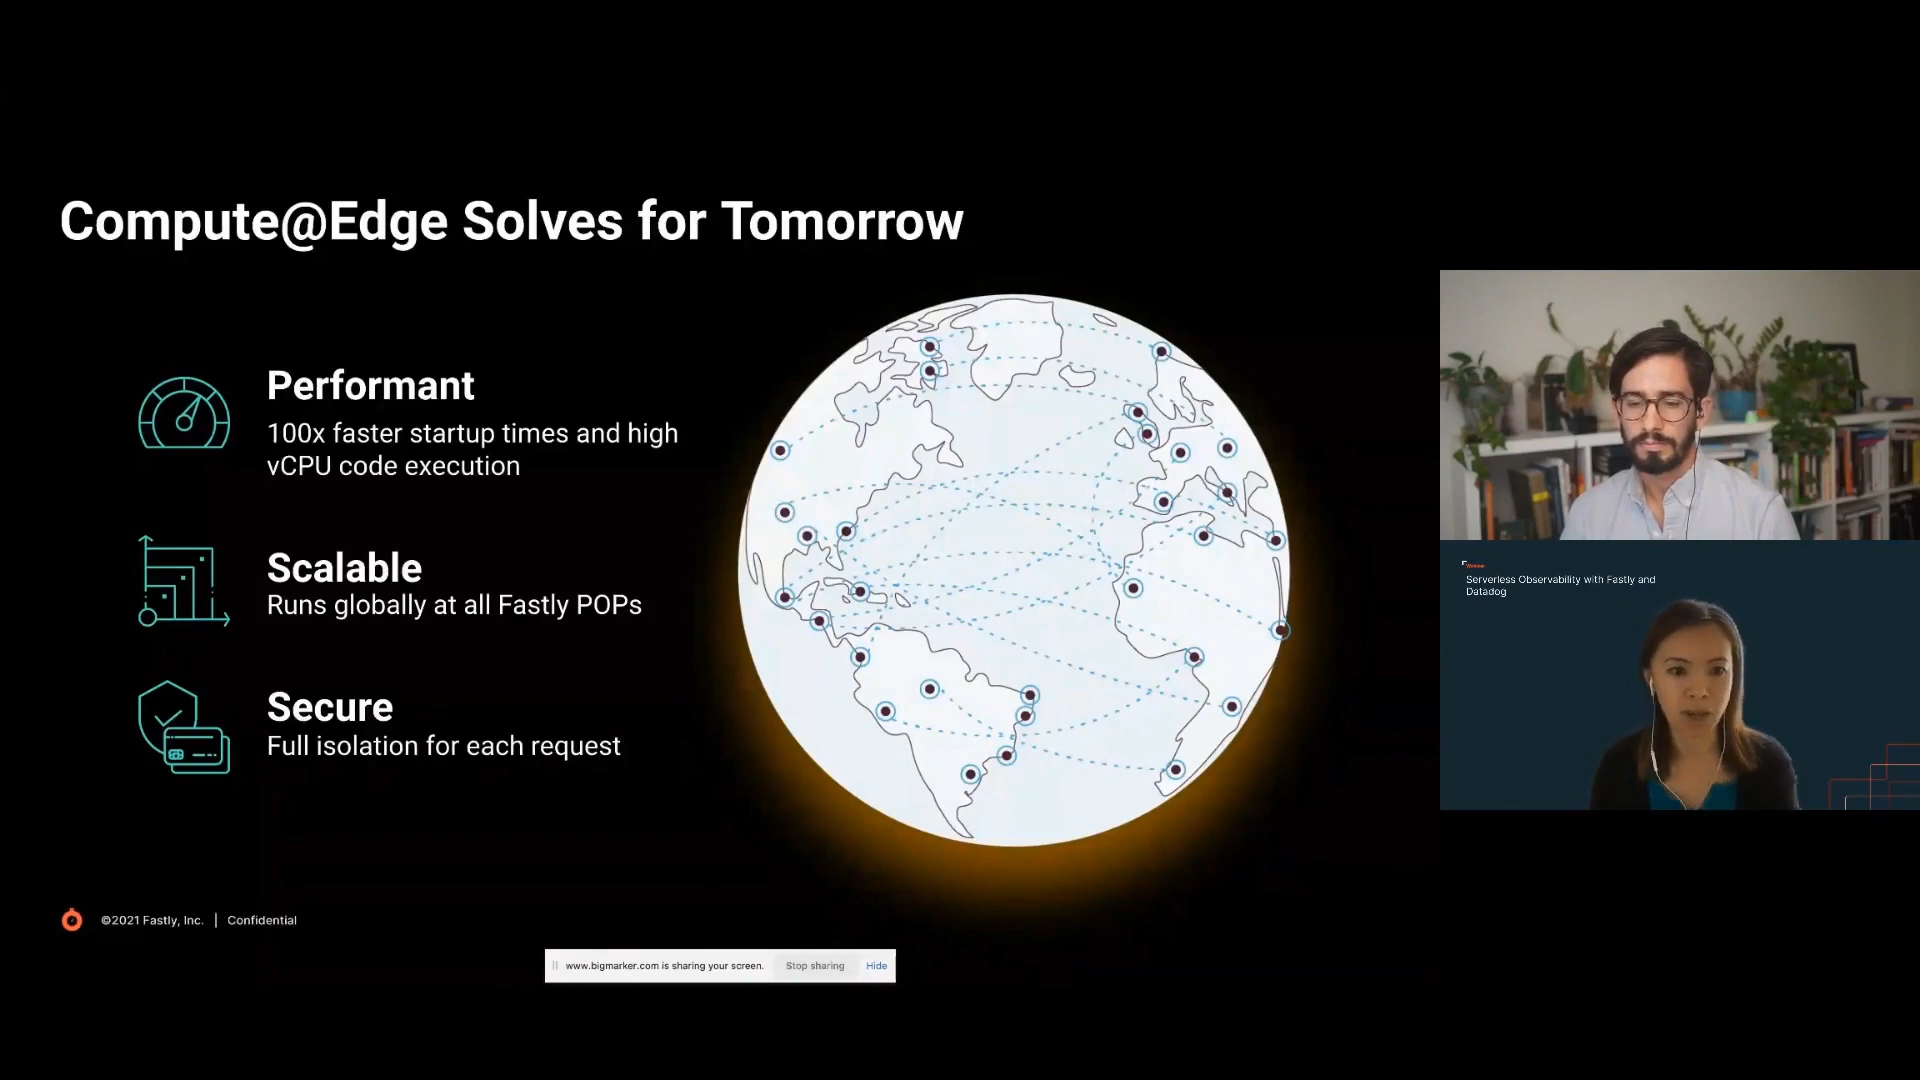 Compute@Edge Solves for Tomorrow
Performant
100x faster startup times and high
vCPU code execution
Scalable
Runs globally at all Fastly POPs
Secure
Full isolation for each request
©2021 Fastly, Inc. | Confidential
www.bigmarker.com is sharing your screen. Stop sharing Hide
Webinar
Serverless Observability with Fastly and
Datadog